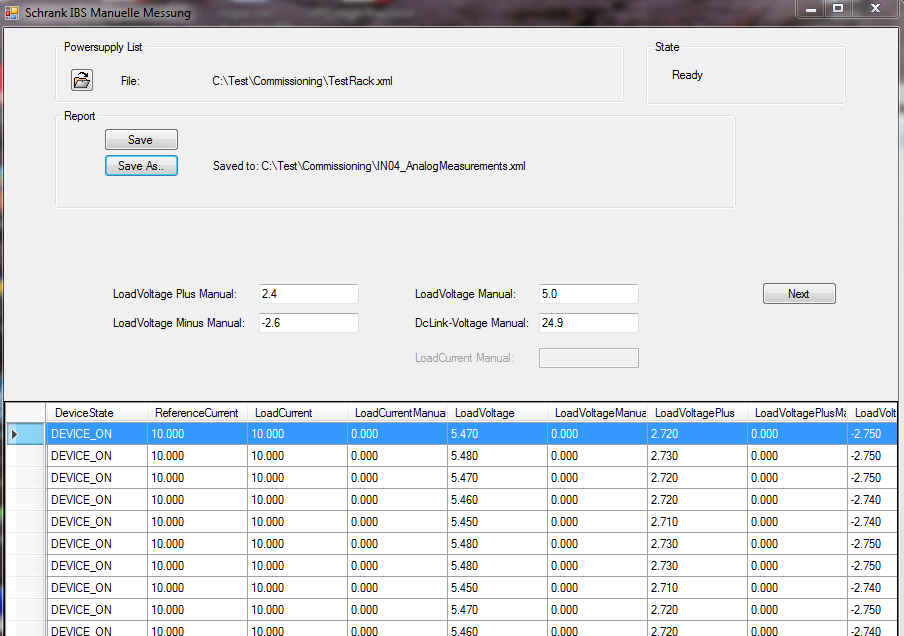 Schrank IBS Manuelle Messung
Powersupply List
File: C:\Test\Commissioning\TestRack.xml
State
Ready
Report
Save
Save As..
Saved to: C:\Test\Commissioning\IN04_AnalogMeasurements.xml
LoadVoltage Plus Manual: 2.4 LoadVoltage Manual: 5.0 Next
LoadVoltage Minus Manual: -2.6 DcLink-Voltage Manual: 24.9
LoadCurrent Manual:
DeviceState ReferenceCurrent LoadCurrent LoadCurrentManua LoadVoltage LoadVoltageManua LoadVoltagePlus LoadVoltagePlusMa LoadVolt
DEVICE_ON 10.000 10.000 0.000 5.470 0.000 2.720 0.000 -2.750
DEVICE_ON 10.000 10.000 0.000 5.480 0.000 2.730 0.000 -2.750
DEVICE_ON 10.000 10.000 0.000 5.470 0.000 2.720 0.000 -2.750
DEVICE_ON 10.000 10.000 0.000 5.460 0.000 2.720 0.000 -2.740
DEVICE_ON 10.000 10.000 0.000 5.450 0.000 2.710 0.000 -2.740
DEVICE_ON 10.000 10.000 0.000 5.480 0.000 2.730 0.000 -2.740
DEVICE_ON 10.000 10.000 0.000 5.480 0.000 2.730 0.000 -2.750
DEVICE_ON 10.000 10.000 0.000 5.450 0.000 2.710 0.000 -2.740
DEVICE_ON 10.000 10.000 0.000 5.470 0.000 2.720 0.000 -2.750
DEVICE_ON 10.000 10.000 0.000 5.460 0.000 2.720 0.000 -2.740